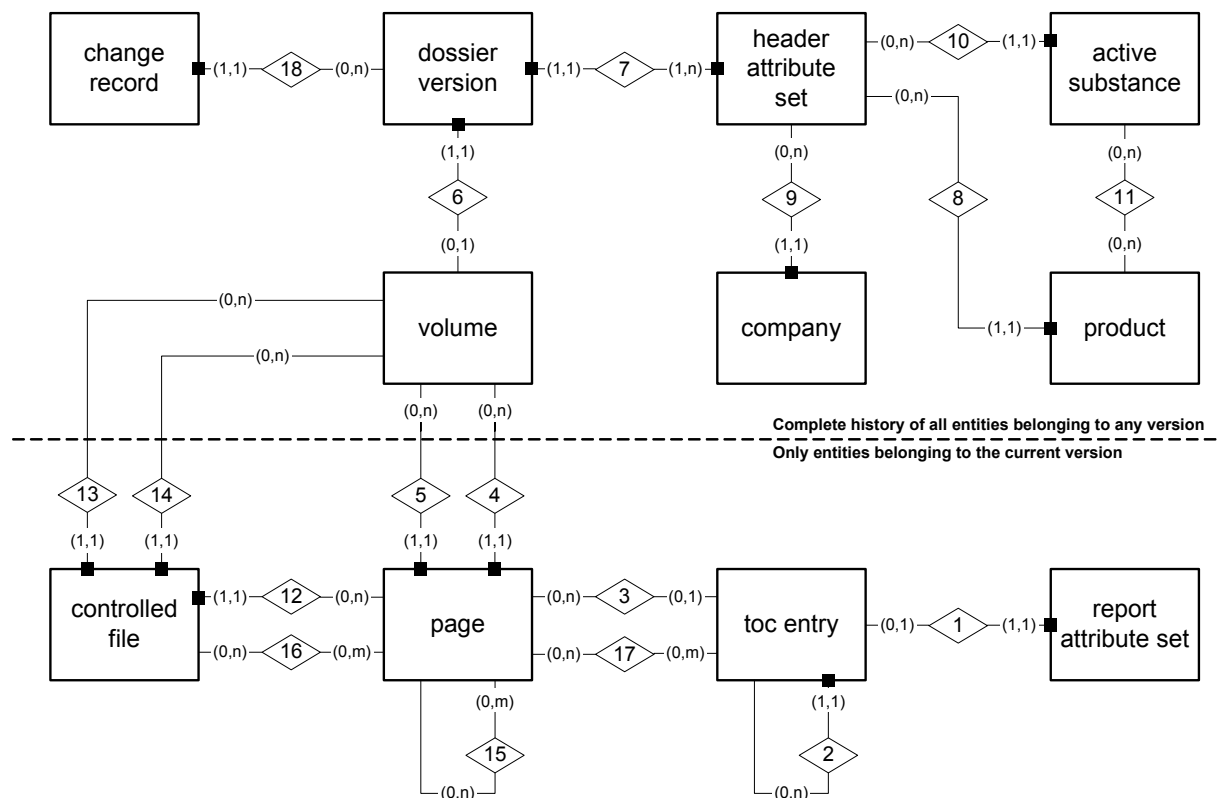 change
record
(1,1)
18
(0,n)
dossier
version
(1,1)
7
(1,n)
header
attribute
set
(0,n)
10
(1,1)
active
substance
(1,1)
6
(0,1)
(0,n)
9
(1,1)
(0,n)
8
(1,1)
(0,n)
11
(0,n)
volume
company
product
(0,n)
(0,n)
(0,n)
(0,n)
Complete history of all entities belonging to any version
Only entities belonging to the current version
13
14
5
4
(1,1)
(1,1)
(1,1)
(1,1)
controlled
file
(1,1)
12
(0,n)
(0,n)
16
(0,m)
page
(0,n)
3
(0,1)
(0,n)
17
(0,m)
toc entry
(0,1)
1
(1,1)
report
attribute set
(0,m)
15
(0,n)
(1,1)
2
(0,n)